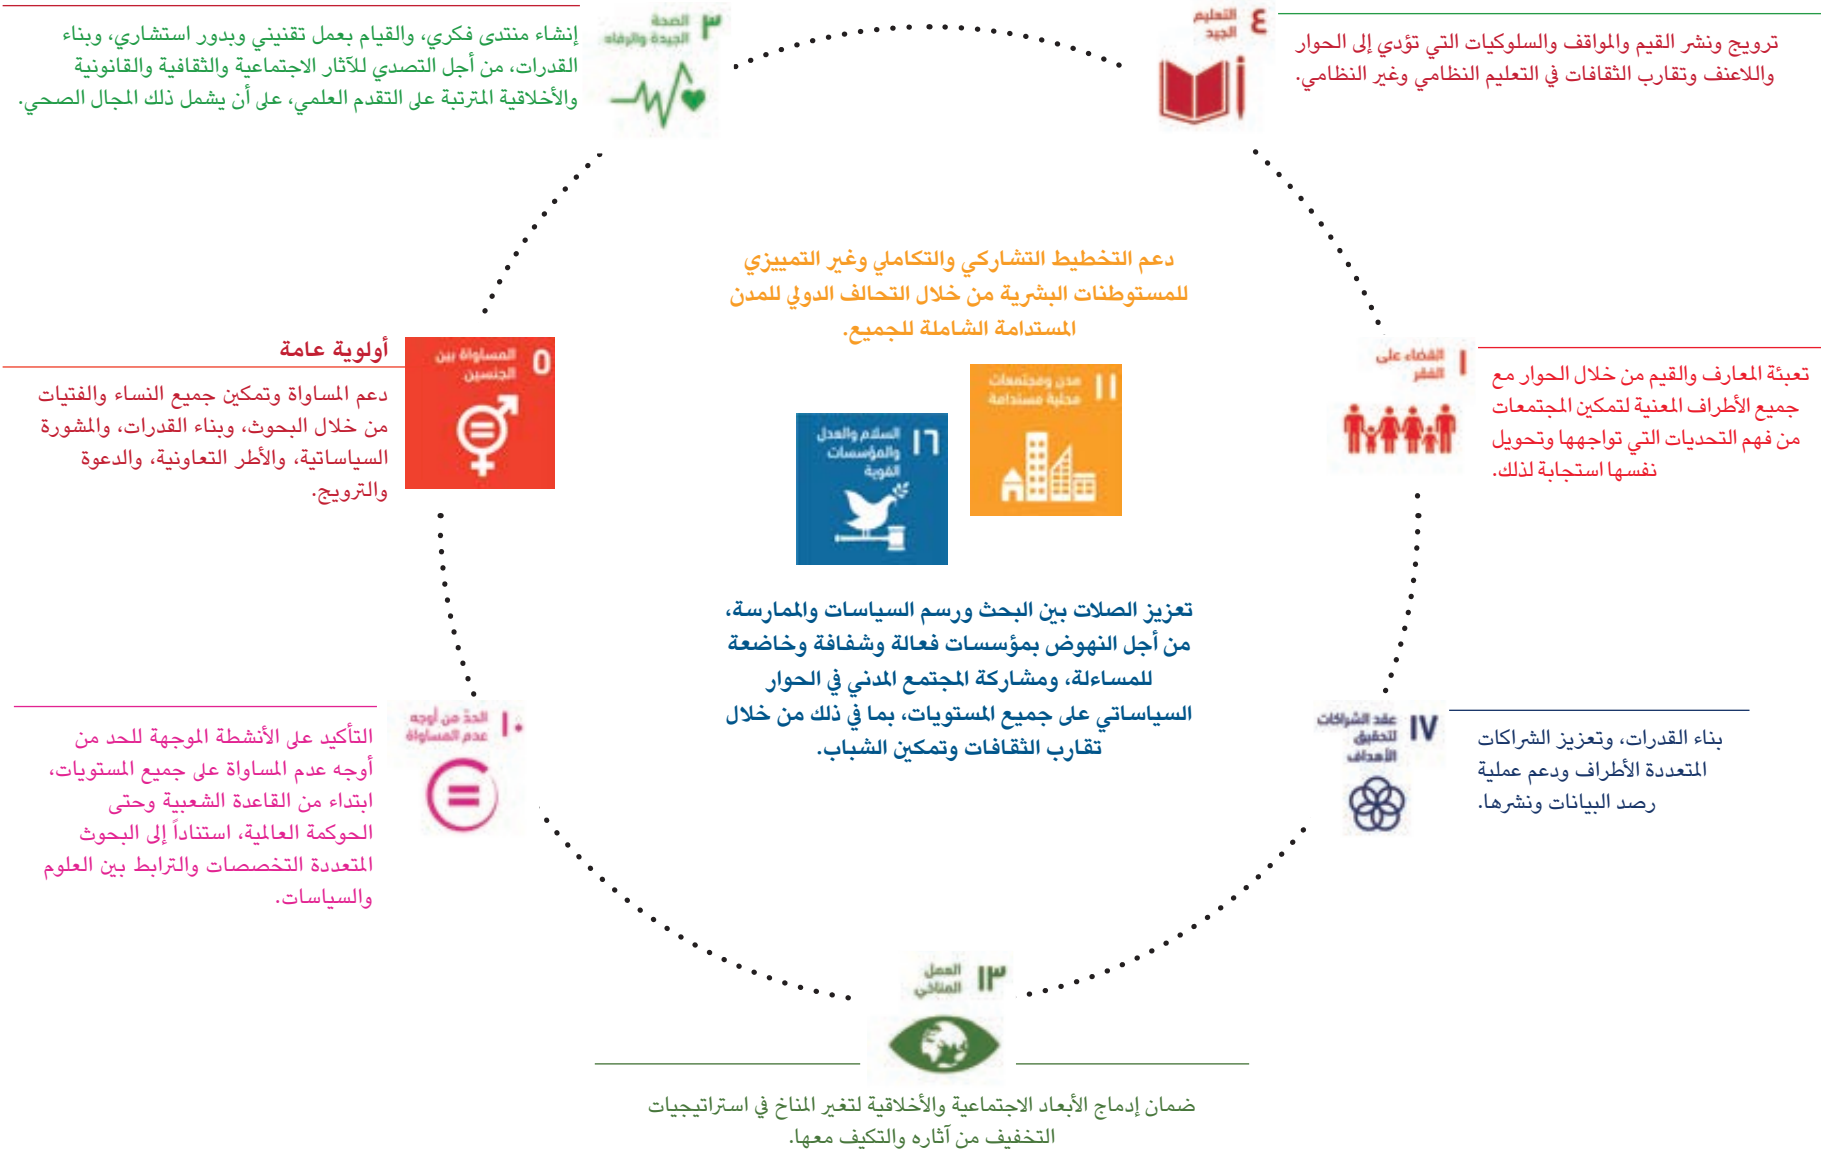 ٤ التعليم
الجيد
ترويج ونشر القيم والمواقف والسلوكيات التي تؤدي إلى الحوار
واللاعنف وتقارب الثقافات في التعليم النظامي وغير النظامي.
٣ الصحة
الجيدة والرفاه
إنشاء منتدى فكري، والقيام بعمل تقنيني وبدور استشاري، وبناء
القدرات، من أجل التصدي للآثار الاجتماعية والثقافية والقانونية
والأخلاقية المترتبة على التقدم العلمي، على أن يشمل ذلك المجال الصحي.
دعم التخطيط التشاركي والتكاملي وغير التمييزي
للمستوطنات البشرية من خلال التحالف الدولي للمدن
المستدامة الشاملة للجميع.
١ القضاء على
الفقر
تعبئة المعارف والقيم من خلال الحوار مع
جميع الأطراف المعنية لتمكين المجتمعات
من فهم التحديات التي تواجهها وتحويل
نفسها استجابة لذلك.
١١ مدن ومجتمعات
محلية مستدامة
١٦ السلام والعدل
والمؤسسات
القوية
أولوية عامة
٥ المساواة بين
الجنسين
دعم المساواة وتمكين جميع النساء والفتيات
من خلال البحوث، وبناء القدرات، والمشورة
السياساتية، والأطر التعاونية، والدعوة
والترويج.
تعزيز الصلات بين البحث ورسم السياسات والممارسة،
من أجل النهوض بمؤسسات فعالة وشفافة وخاضعة
للمساءلة، ومشاركة المجتمع المدني في الحوار
السياساتي على جميع المستويات، بما في ذلك من خلال
تقارب الثقافات وتمكين الشباب.
١٧ عقد الشراكات
لتحقيق
الأهداف
بناء القدرات، وتعزيز الشراكات
المتعددة الأطراف ودعم عملية
رصد البيانات ونشرها.
١٠ الحدّ من أوجه
عدم المساواة
التأكيد على الأنشطة الموجهة للحد من
أوجه عدم المساواة على جميع المستويات،
ابتداء من القاعدة الشعبية وحتى
الحوكمة العالمية، استناداً إلى البحوث
المتعددة التخصصات والترابط بين العلوم
والسياسات.
١٣ العمل
المناخي
ضمان إدماج الأبعاد الاجتماعية والأخلاقية لتغير المناخ في استراتيجيات
التخفيف من آثاره والتكيف معها.